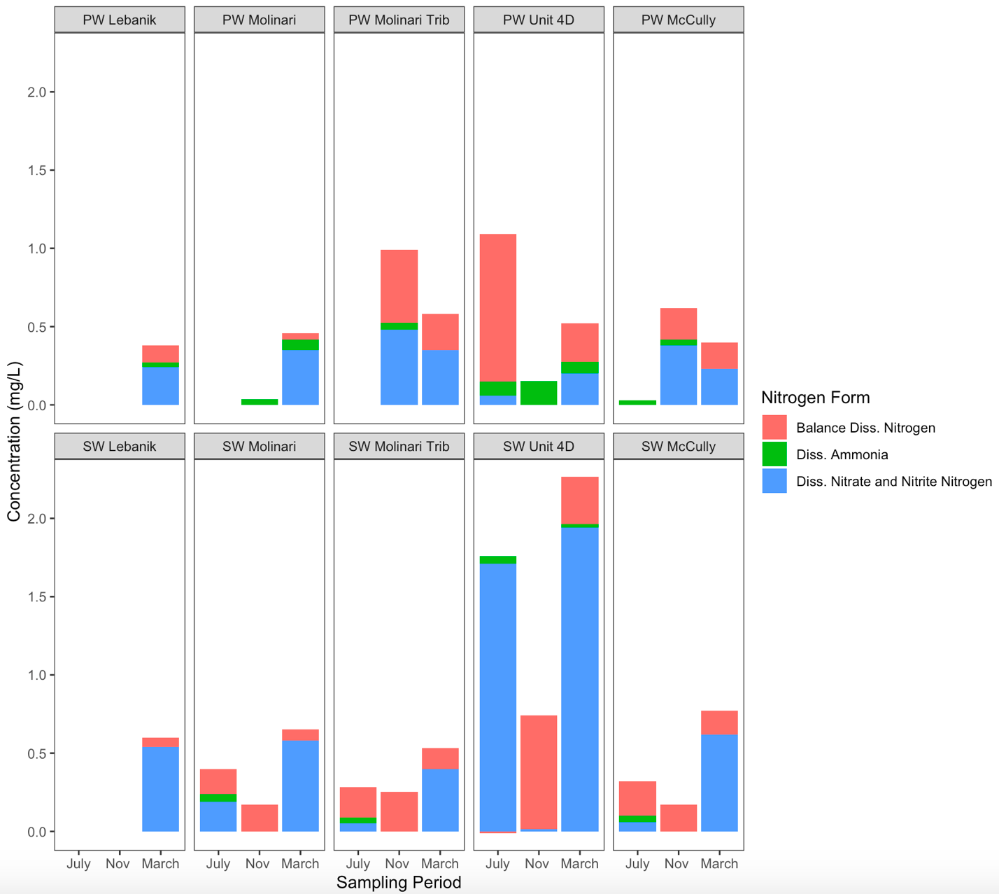 PW Lebanik PW Molinari PW Molinari Trib PW Unit 4D PW McCully
2.0
1.5
1.0
0.5
0.0
SW Lebanik SW Molinari SW Molinari Trib SW Unit 4D SW McCully
2.0
1.5
1.0
0.5
0.0
July Nov March July Nov March July Nov March July Nov March July Nov March
Sampling Period
Concentration (mg/L)
Nitrogen Form
Balance Diss. Nitrogen
Diss. Ammonia
Diss. Nitrate and Nitrite Nitrogen